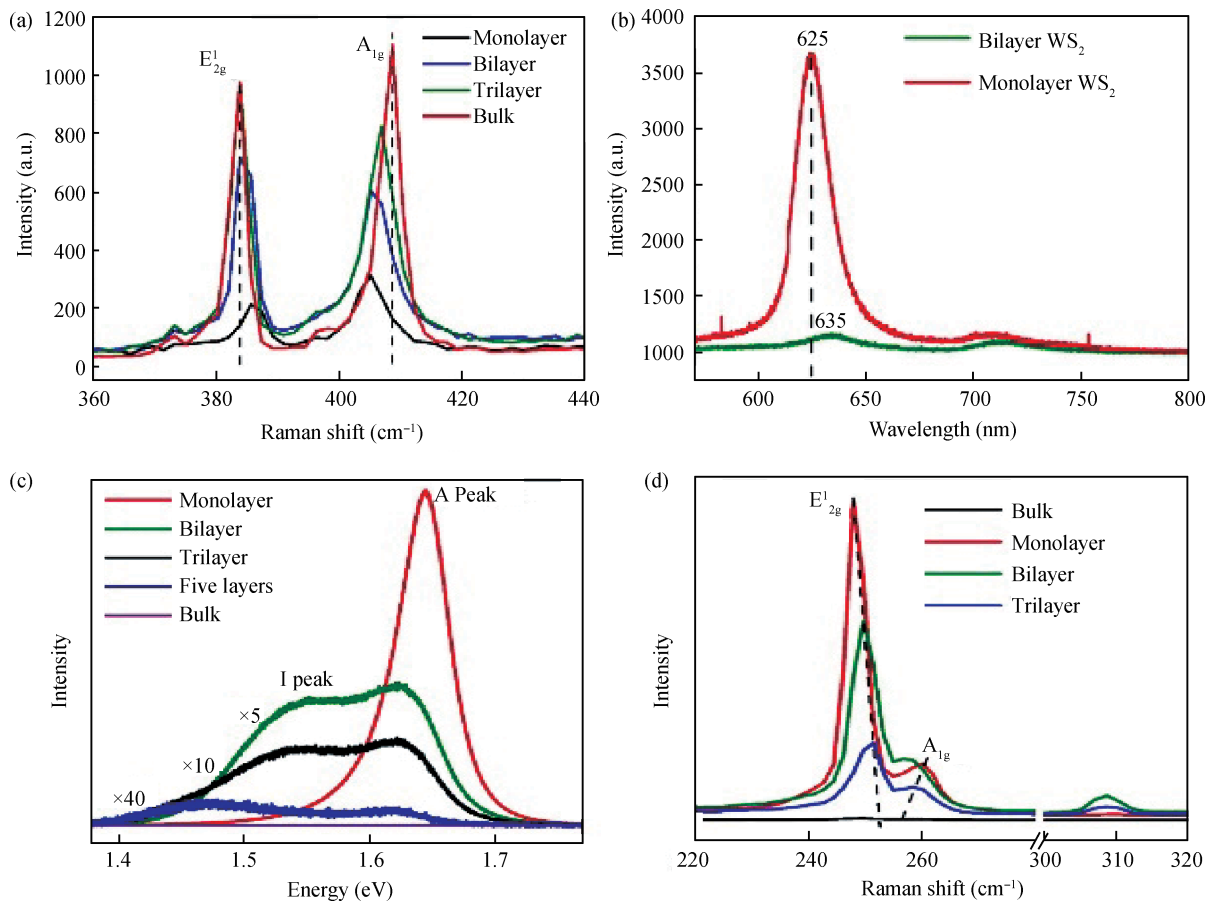 (a)
1200
1000
800
600
400
200
0
Intensity (a.u.)
E¹₂g
A₁g
Monolayer
Bilayer
Trilayer
Bulk
360
380
400
420
440
Raman shift (cm⁻¹)
(b)
4000
3500
3000
2500
2000
1500
1000
Intensity (a.u.)
625
635
Bilayer WS₂
Monolayer WS₂
600
650
700
750
800
Wavelength (nm)
(c)
Monolayer
Bilayer
Trilayer
Five layers
Bulk
A Peak
I peak
×5
×10
×40
Intensity
1.4
1.5
1.6
1.7
Energy (eV)
(d)
E¹₂g
A₁g
Bulk
Monolayer
Bilayer
Trilayer
Intensity
220
240
260
300
310
320
Raman shift (cm⁻¹)